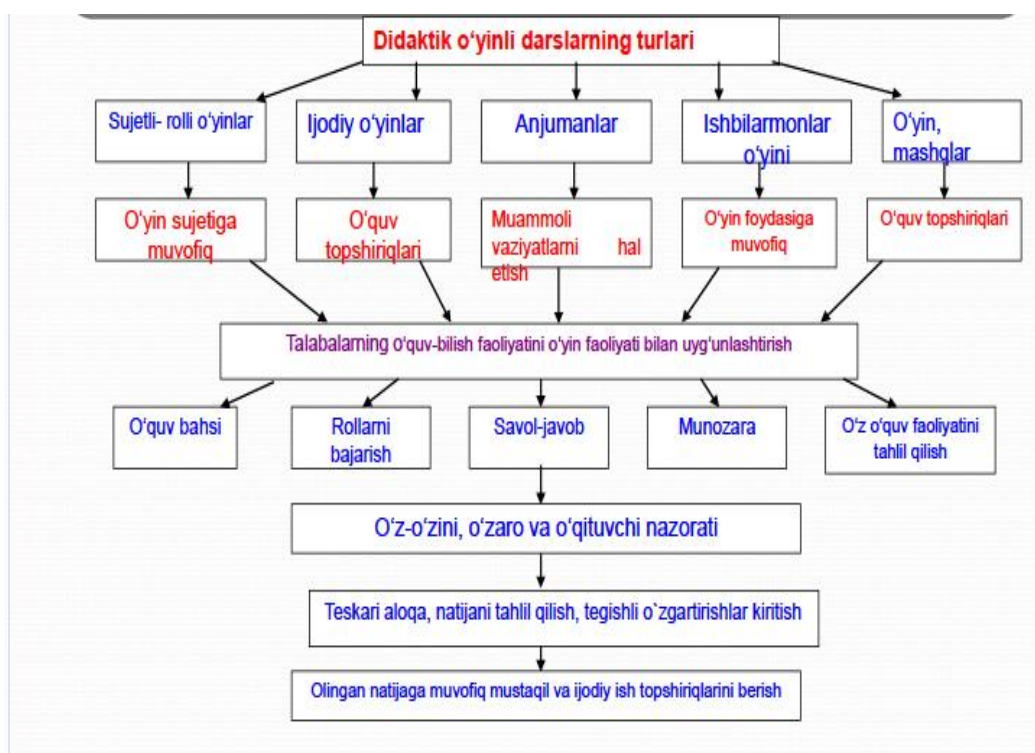 Didaktik o‘yinli darslarning turlari
Sujetli- rolli o‘yinlar
Ijodiy o‘yinlar
Anjumanlar
Ishbilarmonlar
o‘yini
O‘yin,
mashqlar
O‘yin sujetiga
muvofiq
O‘quv
topshiriqlari
Muammoli
vaziyatlarni hal
etish
O‘yin foydasiga
muvofiq
O‘quv topshiriqlari
Talabalarning o‘quv-bilish faoliyatini o‘yin faoliyati bilan uyg‘unlashtirish
O‘quv bahsi
Rollarni
bajarish
Savol-javob
Munozara
O‘z o‘quv faoliyatini
tahlil qilish
O‘z-o‘zini, o‘zaro va o‘qituvchi nazorati
Teskari aloqa, natijani tahlil qilish, tegishli o`zgartirishlar kiritish
Olingan natijaga muvofiq mustaqil va ijodiy ish topshiriqlarini berish